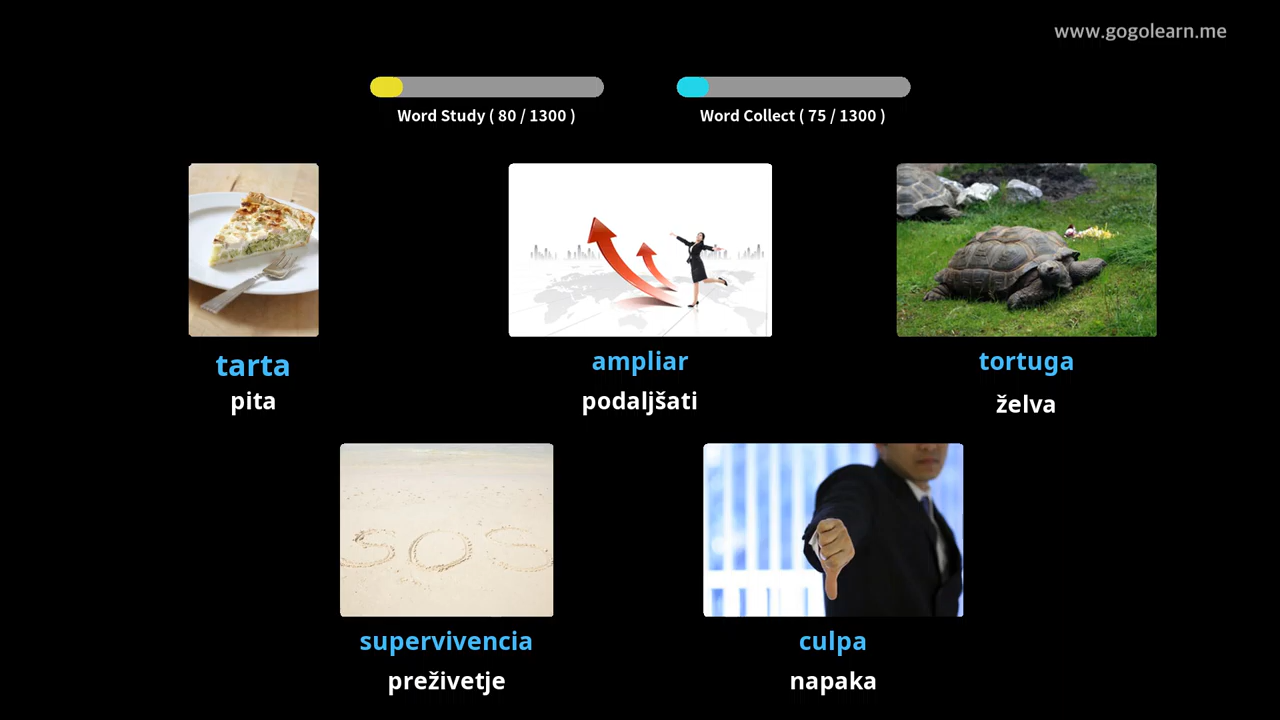 www.gogolearn.me
Word Study ( 80 / 1300 )
Word Collect ( 75 / 1300 )
tarta
pita
ampliar
podaljšati
tortuga
želva
SOS
supervivencia
preživetje
culpa
napaka